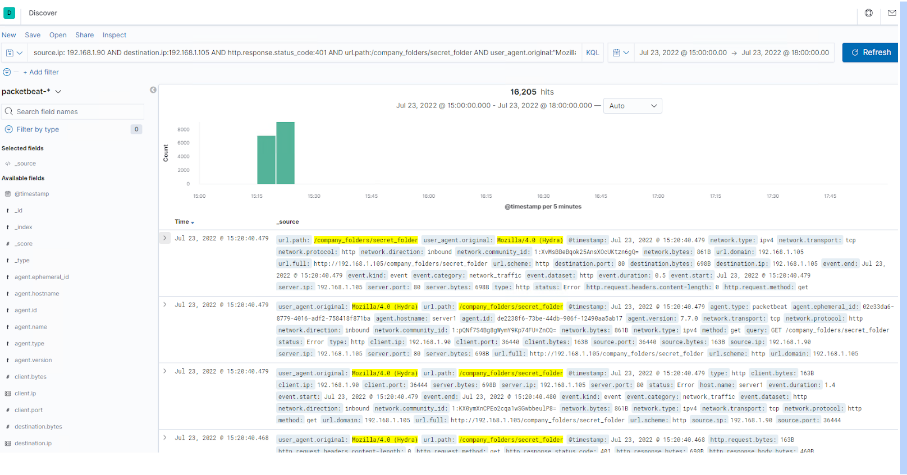 D Discover
New Save Open Share Inspect
source.ip: 192.168.1.90 AND destination.ip:192.168.1.105 AND http.response.status_code:401 AND url.path:/company_folders/secret_folder AND user_agent.original:"Mozilla KQL Jul 23, 2022 @ 15:00:00.00 → Jul 23, 2022 @ 18:00:00.00 Refresh
+ Add filter
packetbeat-*
Search field names
Filter by type 0
Selected fields
_source
Available fields
@timestamp
t _id
t _index
# _score
t _type
t agent.ephemeral_id
t agent.hostname
t agent.id
t agent.name
t agent.type
t agent.version
# client.bytes
client.ip
# client.port
# destination.bytes
destination.ip
16,205 hits
Jul 23, 2022 @ 15:00:00.000 - Jul 23, 2022 @ 18:00:00.000 — Auto
Count
8000
6000
4000
2000
0
15:00 15:15 15:30 15:45 16:00 16:15 16:30 16:45 17:00 17:15 17:30 17:45
@timestamp per 5 minutes
Time _source
Jul 23, 2022 @ 15:20:40.479 url.path: /company_folders/secret_folder user_agent.original: Mozilla/4.0 (Hydra) @timestamp: Jul 23, 2022 @ 15:20:40.479 network.type: ipv4 network.transport: tcp
network.protocol: http network.direction: inbound network.community_id: network.bytes: 861B url.domain: 192.168.1.105
url.full: http://192.168.1.105/company_folders/secret_folder url.scheme: http destination.port: 80 destination.bytes: 698B destination.ip: 192.168.1.105 event.end: Jul 23,
2022 @ 15:20:40.479 event.kind: event event.category: network_traffic event.dataset: http event.duration: 0.5 event.start: Jul 23, 2022 @ 15:20:40.479
server.ip: 192.168.1.105 server.port: 80 server.bytes: 698B type: http status: Error http.request.headers.content-length: 0 http.request.method: get
Jul 23, 2022 @ 15:20:40.479 user_agent.original: Mozilla/4.0 (Hydra) url.path: /company_folders/secret_folder @timestamp: Jul 23, 2022 @ 15:20:40.479 agent.type: packetbeat agent.ephemeral_id:
agent.hostname: server1 agent.id: agent.version: 7.7.0 network.transport: tcp network.protocol: http
network.direction: inbound network.community_id: network.bytes: 861B network.type: ipv4 method: get query: GET /company_folders/secret_folder
status: Error type: http client.ip: 192.168.1.90 client.port: 36440 client.bytes: 163B source.port: 36440 source.bytes: 163B source.ip: 192.168.1.90
server.ip: 192.168.1.105 server.port: 80 server.bytes: 698B url.full: http://192.168.1.105/company_folders/secret_folder url.scheme: http url.domain: 192.168.1.105
Jul 23, 2022 @ 15:20:40.479 user_agent.original: Mozilla/4.0 (Hydra) url.path: /company_folders/secret_folder @timestamp: Jul 23, 2022 @ 15:20:40.479 type: http client.bytes: 163B
client.ip: 192.168.1.90 client.port: 36444 server.bytes: 698B server.ip: 192.168.1.105 server.port: 80 status: Error host.name: server1 event.duration: 1.4
event.start: Jul 23, 2022 @ 15:20:40.479 event.end: Jul 23, 2022 @ 15:20:40.480 event.kind: event event.category: network_traffic event.dataset: http
network.direction: inbound network.community_id: network.bytes: 861B network.type: ipv4 network.transport: tcp network.protocol: http
method: get url.domain: 192.168.1.105 url.full: http://192.168.1.105/company_folders/secret_folder url.scheme: http source.ip: 192.168.1.90 source.port: 36444
Jul 23, 2022 @ 15:20:40.468 user_agent.original: Mozilla/4.0 (Hydra) url.path: /company_folders/secret_folder @timestamp: Jul 23, 2022 @ 15:20:40.468 http.request.bytes: 163B
http.request.headers.content-length: 0 http.request.method: get http.response.status_code: 401 http.response.bytes: 698B http.response.body.bytes: 460B